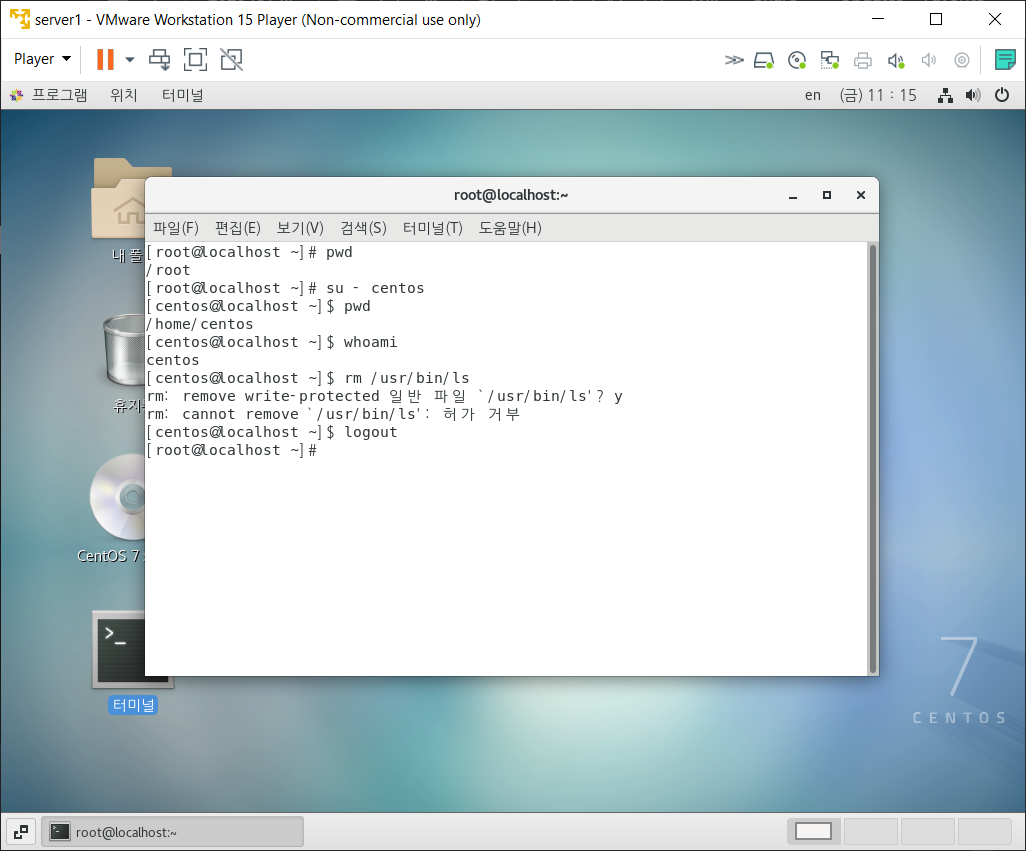 server1 - VMware Workstation 15 Player (Non-commercial use only)
Player
프로그램 위치 터미널 en (금) 11 : 15
root@localhost:~
파일(F) 편집(E) 보기(V) 검색(S) 터미널(T) 도움말(H)
[root@localhost ~]# pwd
/root
[root@localhost ~]# su - centos
[centos@localhost ~]$ pwd
/home/centos
[centos@localhost ~]$ whoami
centos
[centos@localhost ~]$ rm /usr/bin/ls
rm: remove write-protected 일반 파일 `/usr/bin/ls'? y
rm: cannot remove `/usr/bin/ls': 허가 거부
[centos@localhost ~]$ logout
[root@localhost ~]#
내
CentOS 7
터미널
7
CENTOS
root@localhost:~